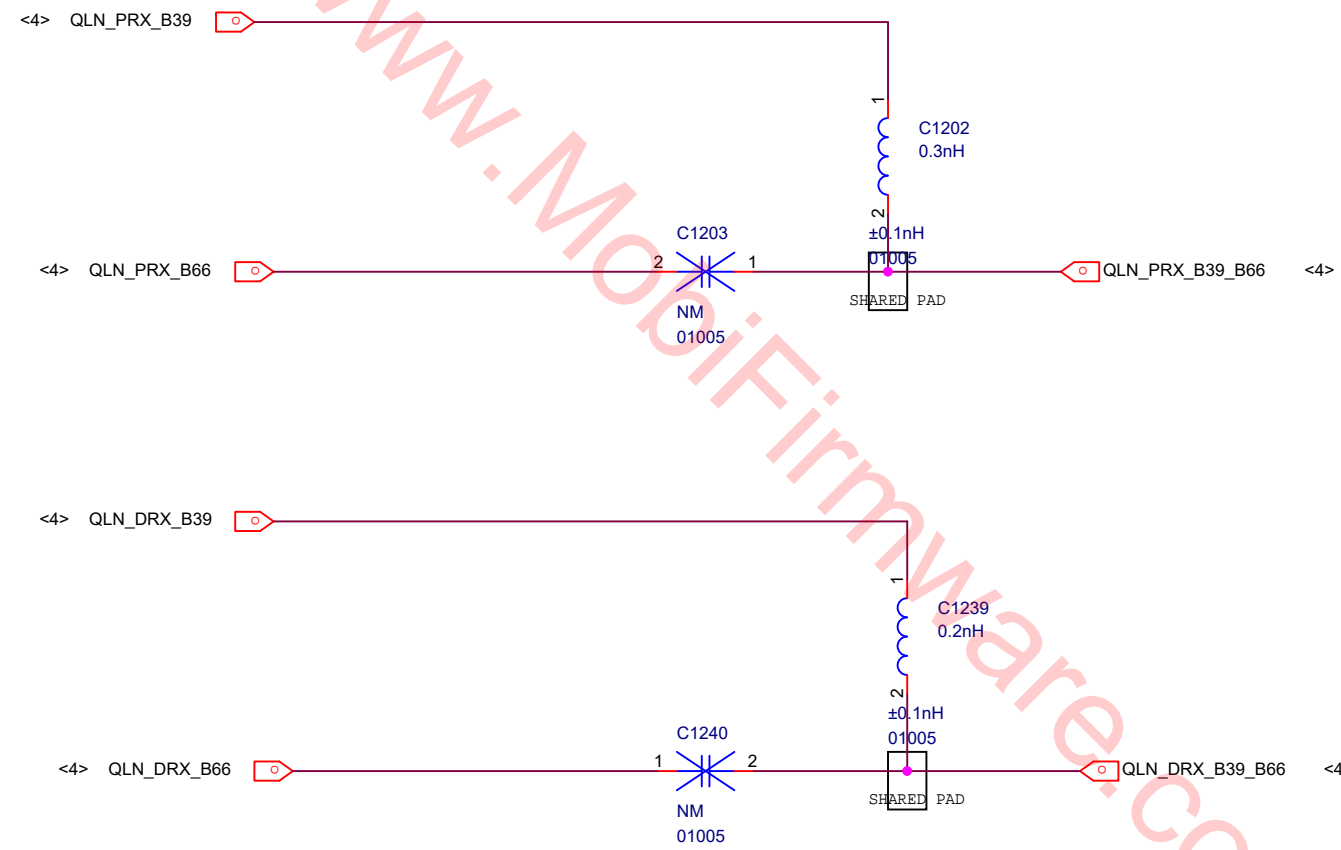 <4> QLN_PRX_B39
1
C1202
0.3nH
2
±0.1nH
01005
C1203
<4> QLN_PRX_B66
2
1
QLN_PRX_B39_B66 <4>
SHARED PAD
NM
01005
<4> QLN_DRX_B39
1
C1239
0.2nH
2
±0.1nH
01005
C1240
<4> QLN_DRX_B66
1
2
QLN_DRX_B39_B66 <4
SHARED PAD
NM
01005
ww.MobiFirmware.co